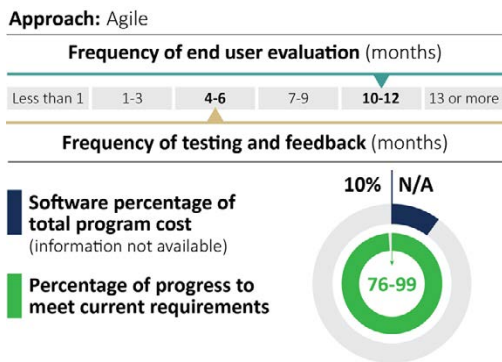 Approach: Agile
Frequency of end user evaluation (months)
Less than 1 1-3 4-6 7-9 10-12 13 or more
Frequency of testing and feedback (months)
Software percentage of
total program cost
(information not available)
Percentage of progress to
meet current requirements
10% N/A
76-99